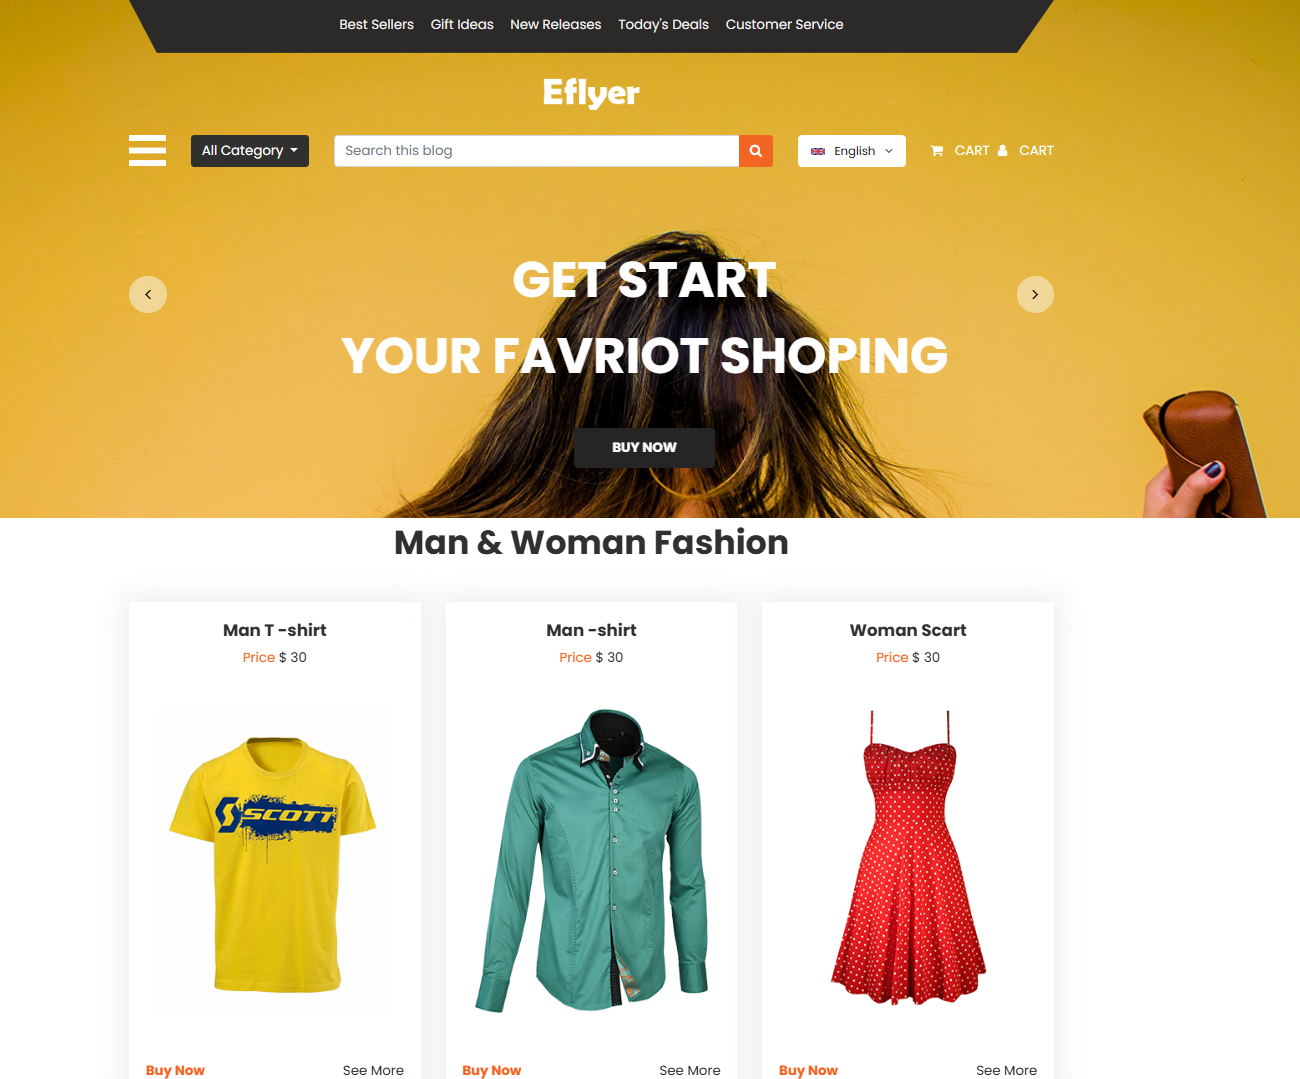 Best Sellers Gift Ideas New Releases Today's Deals Customer Service
Eflyer
All Category Search this blog English CART CART
GET START
YOUR FAVRIOT SHOPING
BUY NOW
Man & Woman Fashion
Man T -shirt Man -shirt Woman Scart
Price $ 30 Price $ 30 Price $ 30
S SCOTT
Buy Now See More Buy Now See More Buy Now See More